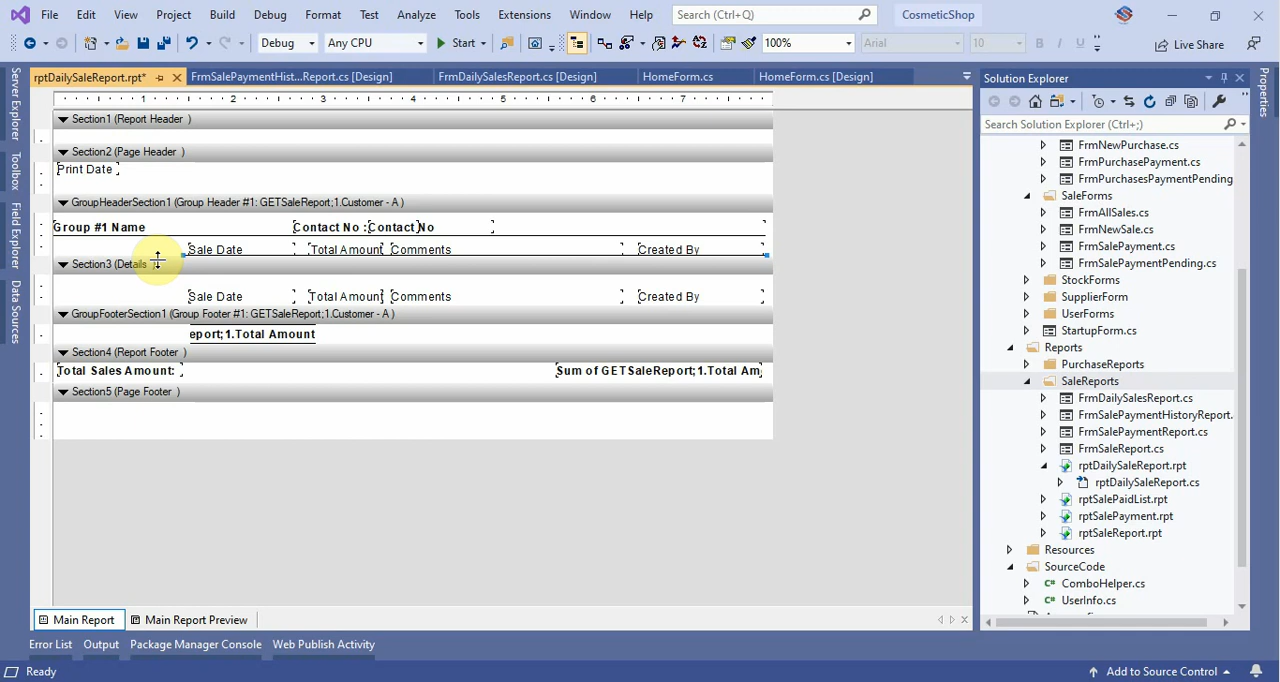 File Edit View Project Build Debug Format Test Analyze Tools Extensions Window Help Search (Ctrl+Q) CosmeticShop
Debug Any CPU Start 100% Arial 10 B I U Live Share
rptDailySaleReport.rpt* FrmSalePaymentHist...Report.cs [Design] FrmDailySalesReport.cs [Design] HomeForm.cs HomeForm.cs [Design]
Server Explorer
Toolbox
Field Explorer
Data Sources
1 2 3 4 5 6 7
Section1 (Report Header )
Section2 (Page Header )
Print Date
GroupHeaderSection1 (Group Header #1: GETSaleReport;1.Customer - A )
Group #1 Name Contact No :Contact No
Sale Date Total Amount Comments Created By
Section3 (Details )
Sale Date Total Amount Comments Created By
GroupFooterSection1 (Group Footer #1: GETSaleReport;1.Customer - A )
eport;1.Total Amount
Section4 (Report Footer )
Total Sales Amount: Sum of GETSaleReport;1.Total Am
Section5 (Page Footer )
Main Report Main Report Preview
Error List Output Package Manager Console Web Publish Activity
Ready Add to Source Control
Solution Explorer
Search Solution Explorer (Ctrl+;)
FrmNewPurchase.cs
FrmPurchasePayment.cs
FrmPurchasesPaymentPending
SaleForms
FrmAllSales.cs
FrmNewSale.cs
FrmSalePayment.cs
FrmSalePaymentPending.cs
StockForms
SupplierForm
UserForms
StartupForm.cs
Reports
PurchaseReports
SaleReports
FrmDailySalesReport.cs
FrmSalePaymentHistoryReport.
FrmSalePaymentReport.cs
FrmSaleReport.cs
rptDailySaleReport.rpt
rptDailySaleReport.cs
rptSalePaidList.rpt
rptSalePayment.rpt
rptSaleReport.rpt
Resources
SourceCode
ComboHelper.cs
UserInfo.cs
Properties